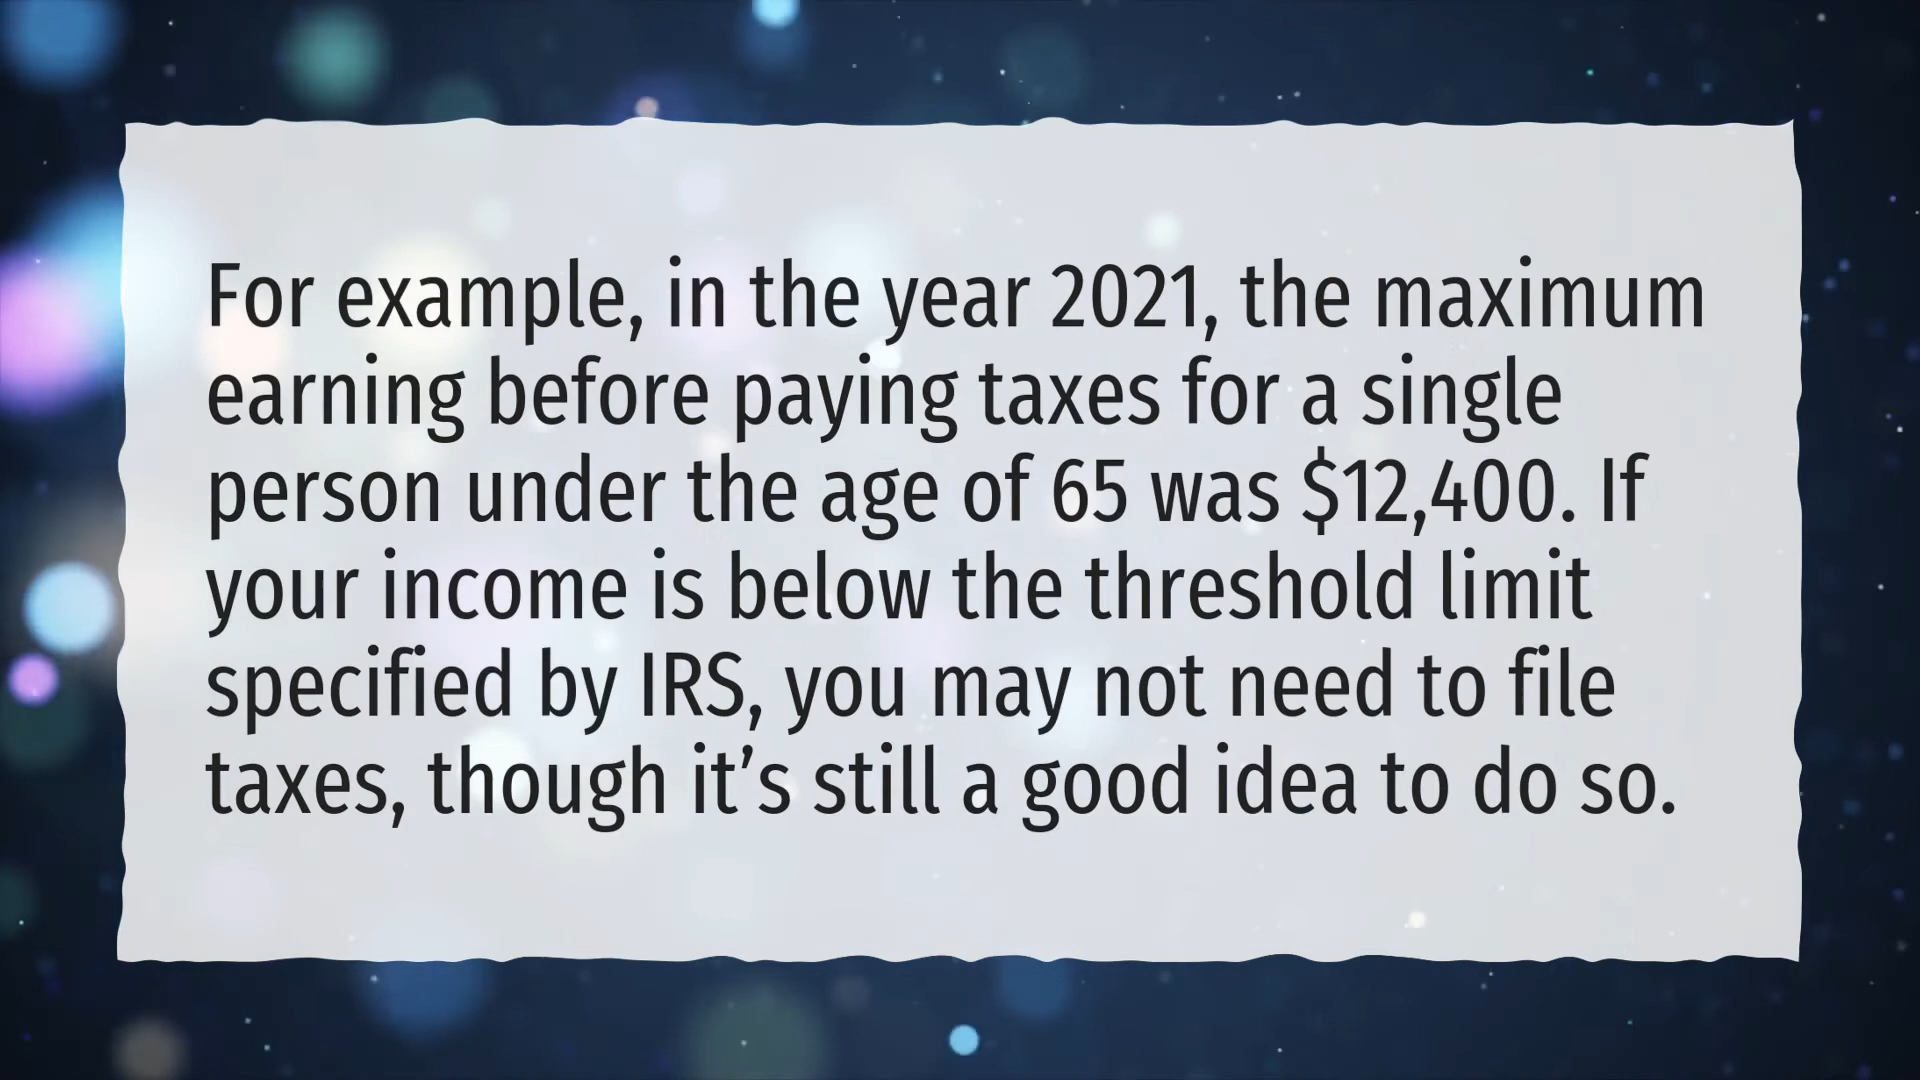 For example, in the year 2021, the maximum
earning before paying taxes for a single
person under the age of 65 was $12,400. If
your income is below the threshold limit
specified by IRS, you may not need to file
taxes, though it’s still a good idea to do so.